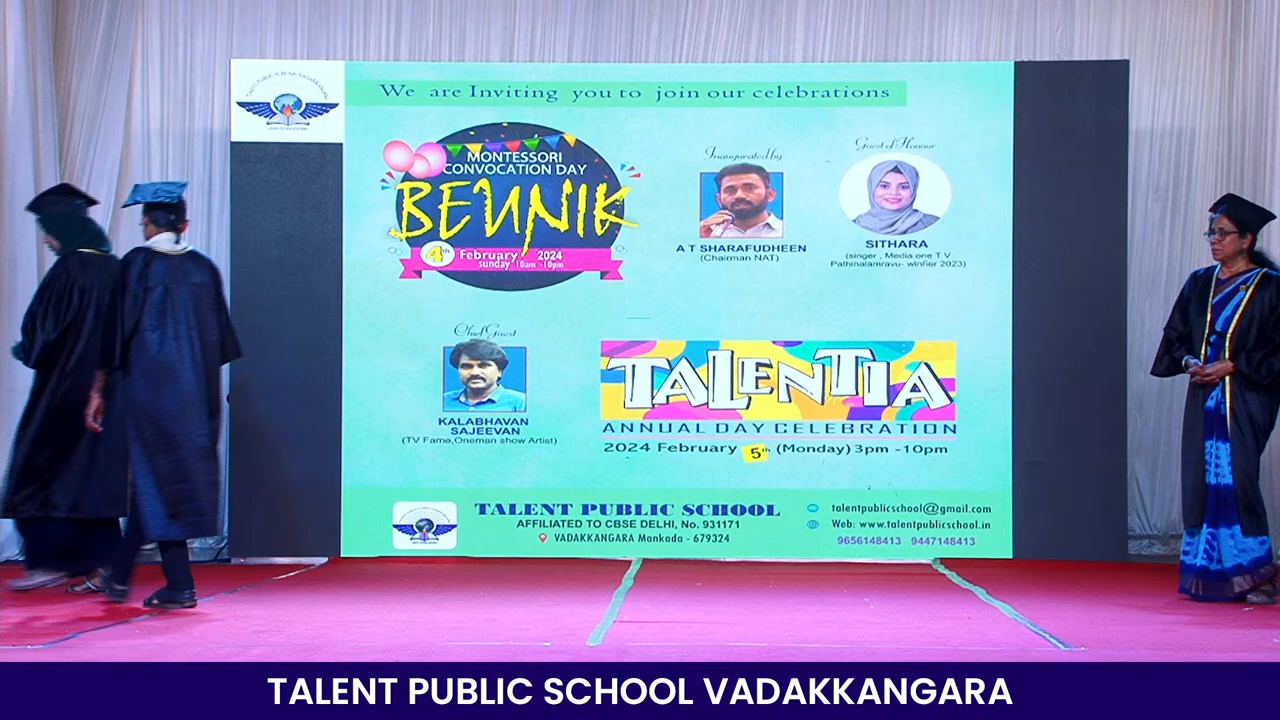 We are Inviting you to join our celebrations
MONTESSORI
CONVOCATION DAY
BEUNIK
4th February 2024
sunday 10am -10pm
Inaugurated by
A T SHARAFUDHEEN
(Chairman NAT)
Guest of Honour
SITHARA
(singer , Media one T V
Pathinalamravu- winner 2023)
Chief Guest
KALABHAVAN
SAJEEVAN
(TV Fame,Oneman show Artist)
TALENTIA
ANNUAL DAY CELEBRATION
2024 February 5th (Monday) 3pm -10pm
TALENT PUBLIC SCHOOL
AFFILIATED TO CBSE DELHI, No. 931171
VADAKKANGARA Mankada - 679324
talentpublicschool@gmail.com
Web: www.talentpublicschool.in
9656148413 9447148413
TALENT PUBLIC SCHOOL VADAKKANGARA